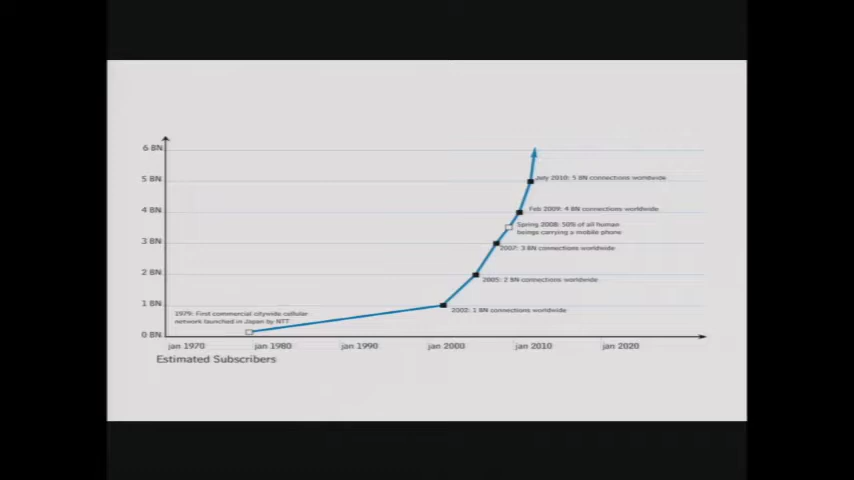 6 BN
5 BN
July 2010: 5 BN connections worldwide
4 BN
Feb 2009: 4 BN connections worldwide
Spring 2008: 50% of all human
beings carrying a mobile phone
3 BN
2007: 3 BN connections worldwide
2 BN
2005: 2 BN connections worldwide
1 BN
2002: 1 BN connections worldwide
1979: First commercial citywide cellular
network launched in Japan by NTT
0 BN
jan 1970 jan 1980 jan 1990 jan 2000 jan 2010 jan 2020
Estimated Subscribers